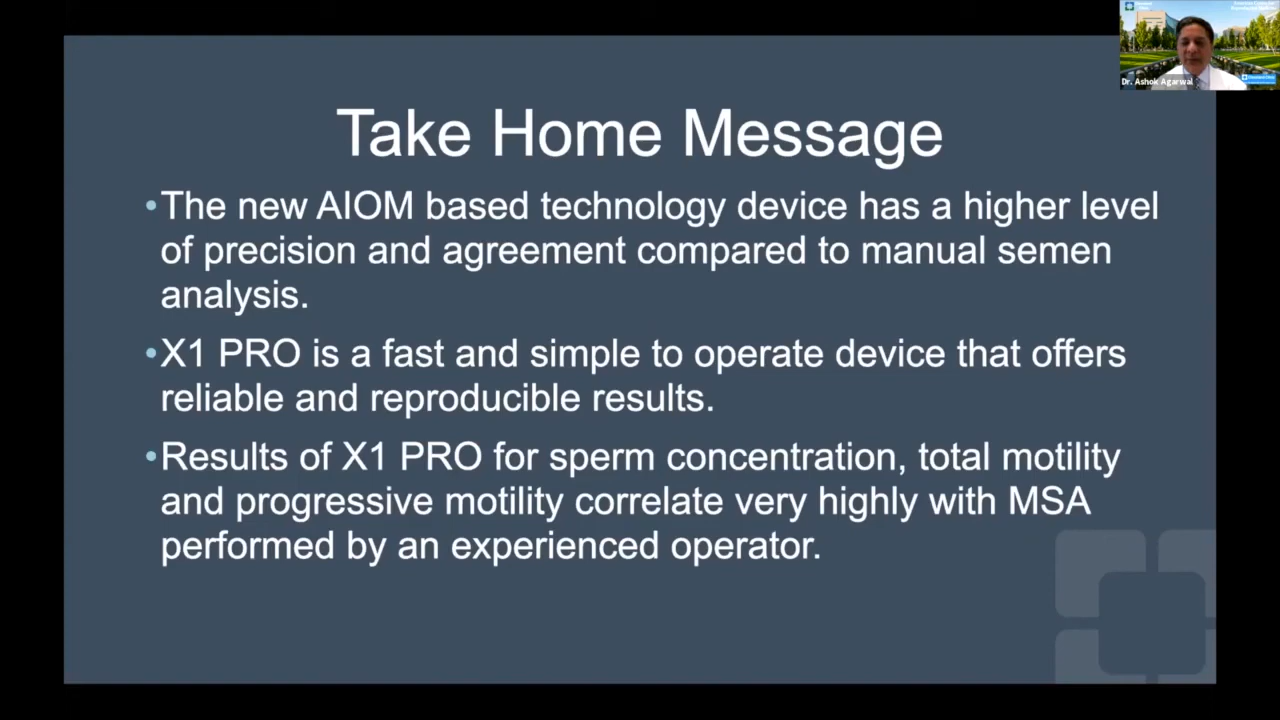 Dr. Ashok Agarwal
Take Home Message
•The new AIOM based technology device has a higher level
of precision and agreement compared to manual semen
analysis.
•X1 PRO is a fast and simple to operate device that offers
reliable and reproducible results.
•Results of X1 PRO for sperm concentration, total motility
and progressive motility correlate very highly with MSA
performed by an experienced operator.